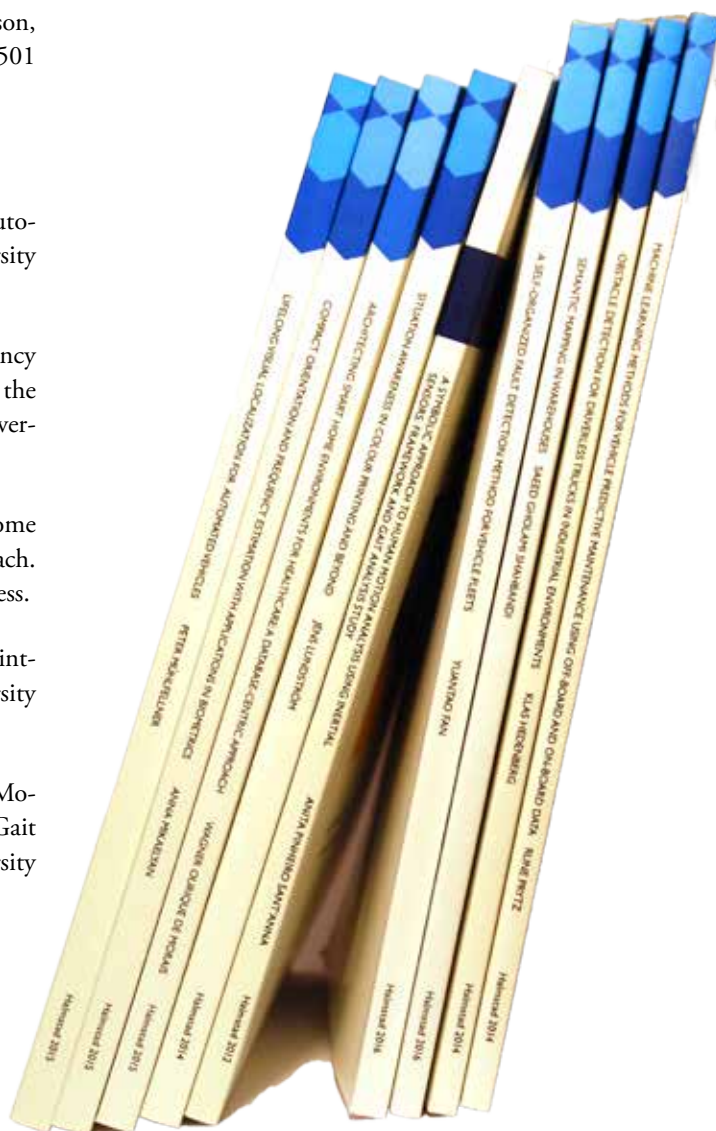 son,
501
uto-
rsity
ncy
the
ver-
ome
ach.
ess.
int-
rsity
Mo-
Gait
rsity
LIFELONG VISUAL LOCALIZATION FOR AUTOMATED VEHICLES PETER MÜHLFELLNER Halmstad 2015
COMPACT ORIENTATION AND FREQUENCY ESTIMATION WITH APPLICATIONS IN BIOMETRICS ANNA MIKAELYAN Halmstad 2015
ARCHITECTING SMART HOME ENVIRONMENTS FOR HEALTHCARE: A DATABASE-CENTRIC APPROACH WAGNER OURIQUE DE MORAIS Halmstad 2015
SITUATION AWARENESS IN COLOUR PRINTING AND BEYOND JENS LUNDSTRÖM Halmstad 2014
A SYMBOLIC APPROACH TO HUMAN MOTION ANALYSIS USING INERTIAL
SENSORS: FRAMEWORK AND GAIT ANALYSIS STUDY ANITA PINHEIRO SANT'ANNA Halmstad 2012
A SELF-ORGANIZED FAULT DETECTION METHOD FOR VEHICLE FLEETS YUANTAO FAN Halmstad 2016
SEMANTIC MAPPING IN WAREHOUSES SAEED GHOLAMI SHAHBANDI Halmstad 2016
OBSTACLE DETECTION FOR DRIVERLESS TRUCKS IN INDUSTRIAL ENVIRONMENTS KLAS HEDENBERG Halmstad 2014
MACHINE LEARNING METHODS FOR VEHICLE PREDICTIVE MAINTENANCE USING OFF-BOARD AND ON-BOARD DATA RUNE PRYTZ Halmstad 2014